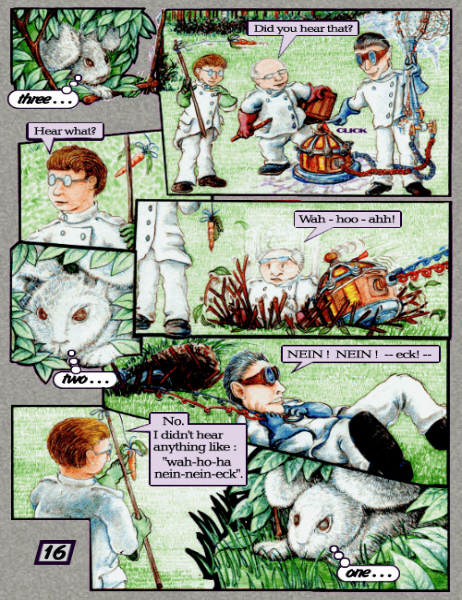 three...
Did you hear that?
CLICK
Hear what?
Wah - hoo - ahh!
two...
NEIN ! NEIN ! -- eck! --
No.
I didn't hear
anything like :
"wah-ho-ha
nein-nein-eck".
one...
16